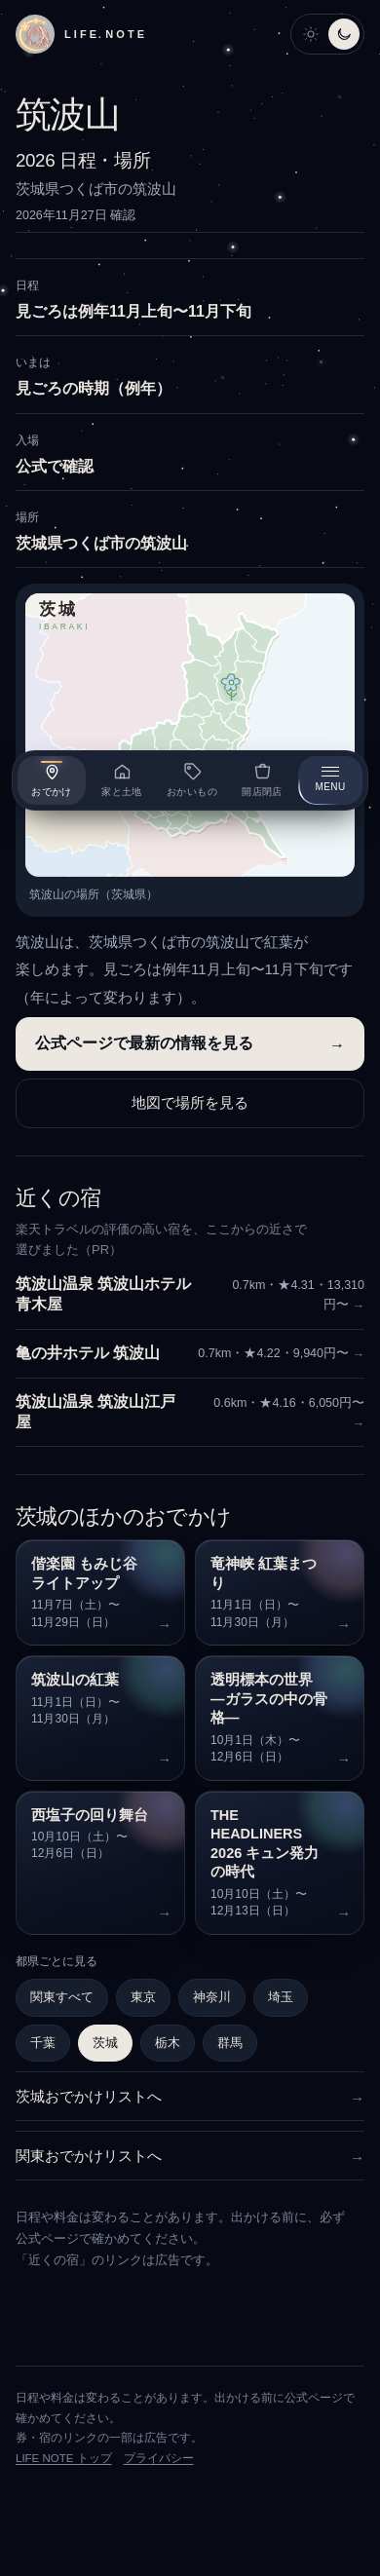 LIFE NOTE
筑波山
2026 日程・場所
茨城県つくば市の筑波山
2026年11月27日 確認
日程
見ごろは例年11月上旬〜11月下旬
いまは
見ごろの時期（例年）
入場
公式で確認
場所
茨城県つくば市の筑波山
茨城
IBARAKI
おでかけ
家と土地
おかいもの
開店閉店
MENU
筑波山の場所（茨城県）
筑波山は、茨城県つくば市の筑波山で紅葉が
楽しめます。見ごろは例年11月上旬〜11月下旬です
（年によって変わります）。
公式ページで最新の情報を見る →
地図で場所を見る
近くの宿
楽天トラベルの評価の高い宿を、ここからの近さで
選びました（PR）
筑波山温泉 筑波山ホテル
青木屋
0.7km・★4.31・13,310
円〜 →
亀の井ホテル 筑波山
0.7km・★4.22・9,940円〜 →
筑波山温泉 筑波山江戸
屋
0.6km・★4.16・6,050円〜
→
茨城のほかのおでかけ
偕楽園 もみじ谷
ライトアップ
11月7日（土）〜
11月29日（日） →
竜神峡 紅葉まつ
り
11月1日（日）〜
11月30日（月） →
筑波山の紅葉
11月1日（日）〜
11月30日（月）
→
透明標本の世界
―ガラスの中の骨
格―
10月1日（木）〜
12月6日（日） →
西塩子の回り舞台
10月10日（土）〜
12月6日（日）
→
THE
HEADLINERS
2026 キュン発力
の時代
10月10日（土）〜
12月13日（日） →
都県ごとに見る
関東すべて
東京
神奈川
埼玉
千葉
茨城
栃木
群馬
茨城おでかけリストへ →
関東おでかけリストへ →
日程や料金は変わることがあります。出かける前に、必ず
公式ページで確かめてください。
「近くの宿」のリンクは広告です。
日程や料金は変わることがあります。出かける前に公式ページで
確かめてください。
券・宿のリンクの一部は広告です。
LIFE NOTE トップ プライバシー